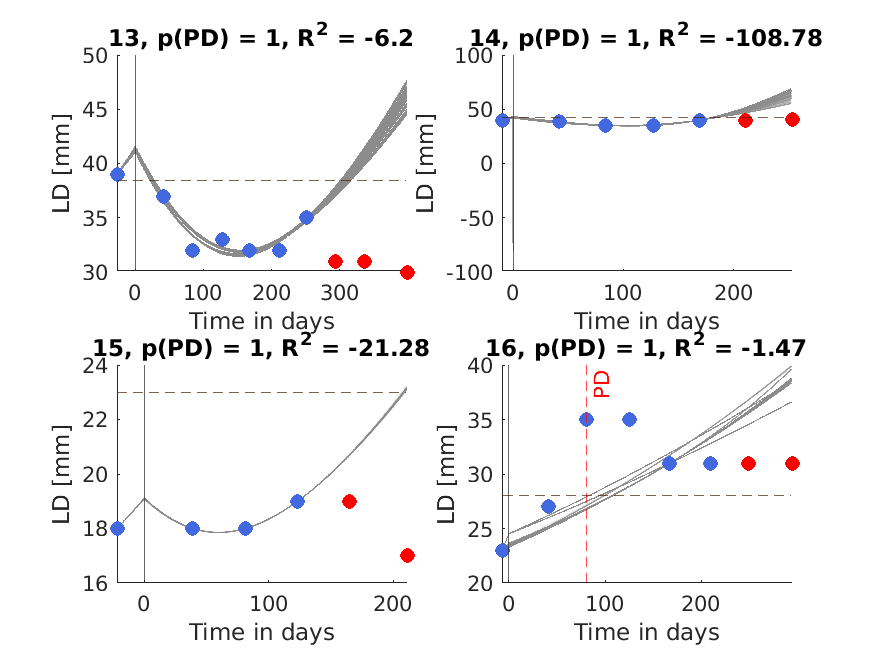 13, p(PD) = 1, R² = -6.2
50
45
40
35
30
LD [mm]
0 100 200 300
Time in days
14, p(PD) = 1, R² = -108.78
100
50
0
-50
-100
LD [mm]
0 200
Time in days
15, p(PD) = 1, R² = -21.28
24
22
20
18
16
LD [mm]
0 100 200
Time in days
16, p(PD) = 1, R² = -1.47
40
35
30
25
20
LD [mm]
PD
0 100 200
Time in days